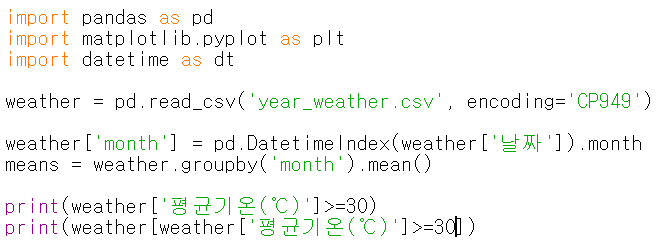 import pandas as pd
import matplotlib.pyplot as plt
import datetime as dt
weather = pd.read_csv('year_weather.csv', encoding='CP949')
weather['month'] = pd.DatetimeIndex(weather['날짜']).month
means = weather.groupby('month').mean()
print(weather['평균기온(℃)']>=30)
print(weather[weather['평균기온(℃)']>=30])